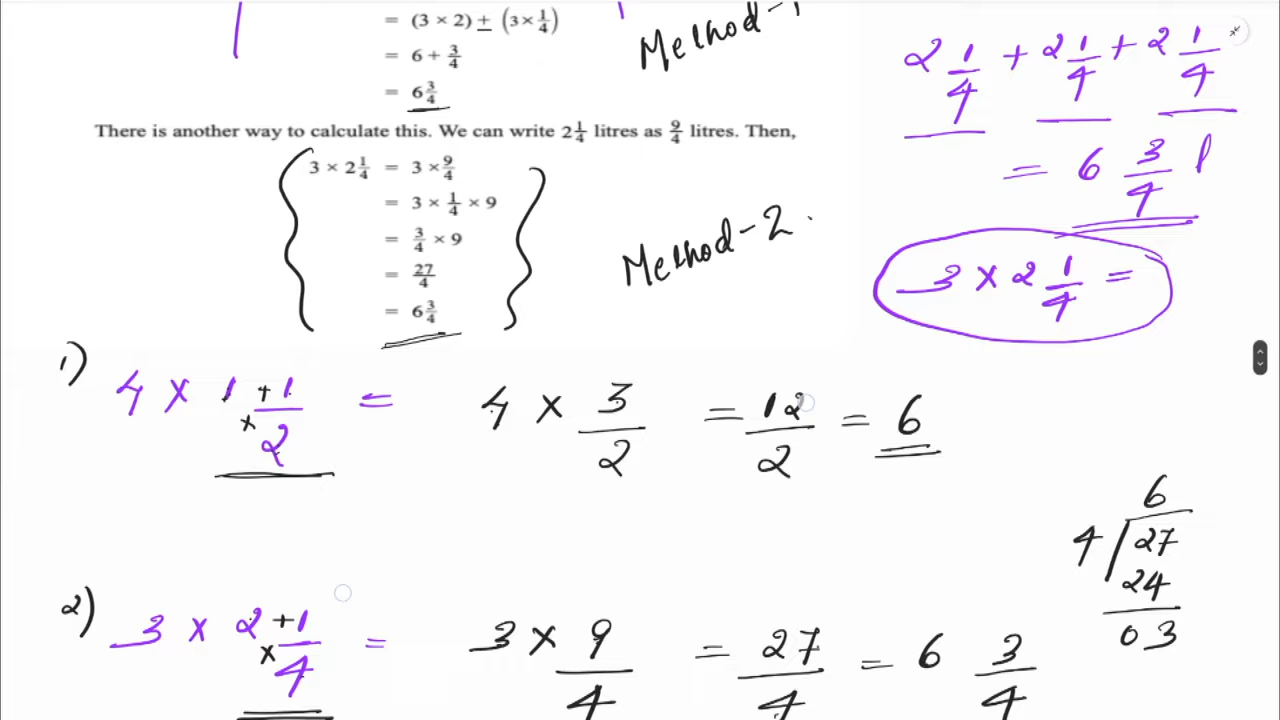 = (3 × 2) + (3 × 1/4)
= 6 + 3/4
= 6 3/4
Method-1
There is another way to calculate this. We can write 2 1/4 litres as 9/4 litres. Then,
3 × 2 1/4 = 3 × 9/4
= 3 × 1/4 × 9
= 3/4 × 9
= 27/4
= 6 3/4
Method-2
2 1/4 + 2 1/4 + 2 1/4
= 6 3/4 l
3 × 2 1/4 =
1) 4 × 1 + 1/2 = 4 × 3/2 = 12/2 = 6
×
2) 3 × 2 + 1/4 = 3 × 9/4 = 27/4 = 6 3/4
×
6
4 27
24
03